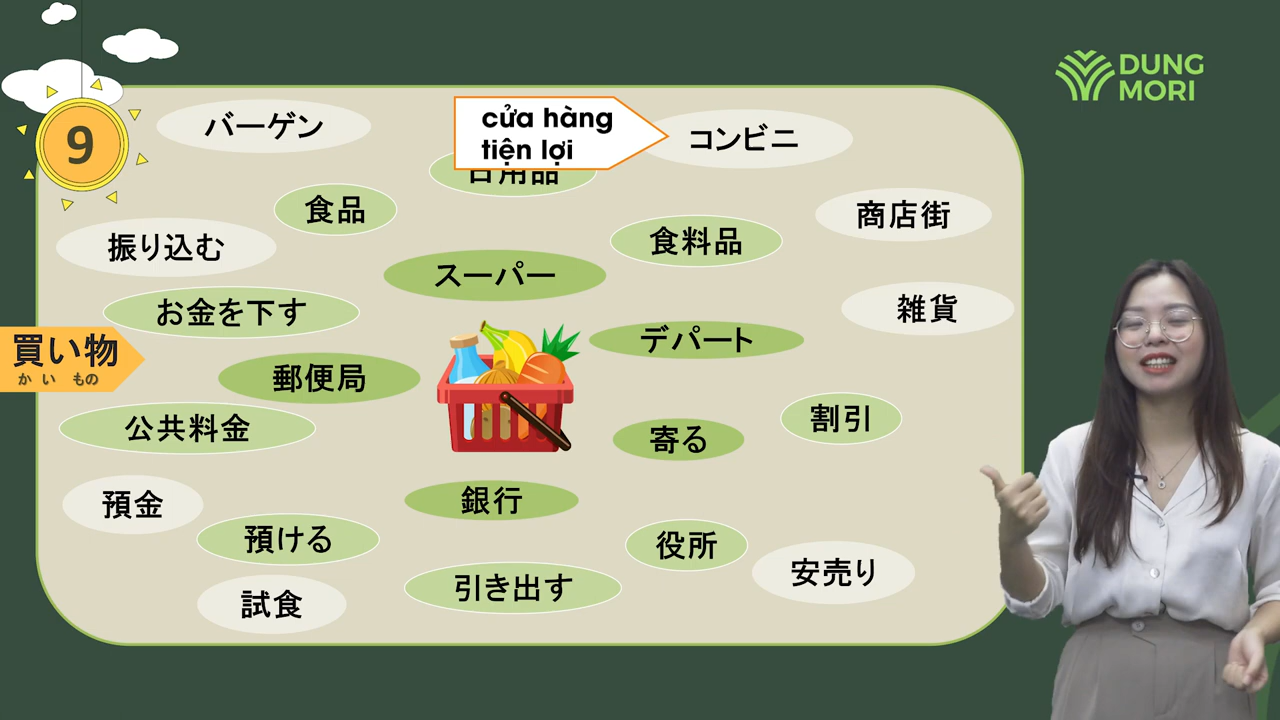 DUNG
MORI
9
バーゲン
cửa hàng
tiện lợi
コンビニ
日用品
食品
商店街
食料品
振り込む
スーパー
お金を下す
雑貨
デパート
買い物
か い もの
郵便局
公共料金
割引
寄る
預金
銀行
預ける
役所
安売り
引き出す
試食